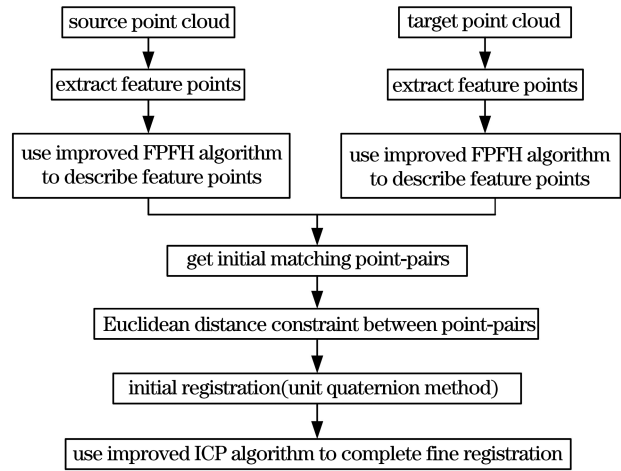 source point cloud
target point cloud
extract feature points
extract feature points
use improved FPFH algorithm
to describe feature points
use improved FPFH algorithm
to describe feature points
get initial matching point-pairs
Euclidean distance constraint between point-pairs
initial registration(unit quaternion method)
use improved ICP algorithm to complete fine registration